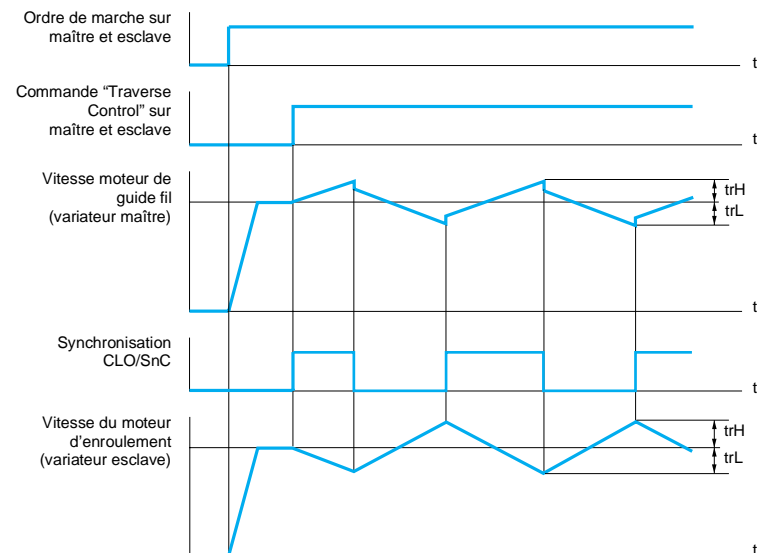 Ordre de marche sur
maître et esclave
t
Commande “Traverse
Control” sur
maître et esclave
t
Vitesse moteur de
guide fil
(variateur maître)
trH
trL
t
Synchronisation
CLO/SnC
t
Vitesse du moteur
d'enroulement
(variateur esclave)
trH
trL
t